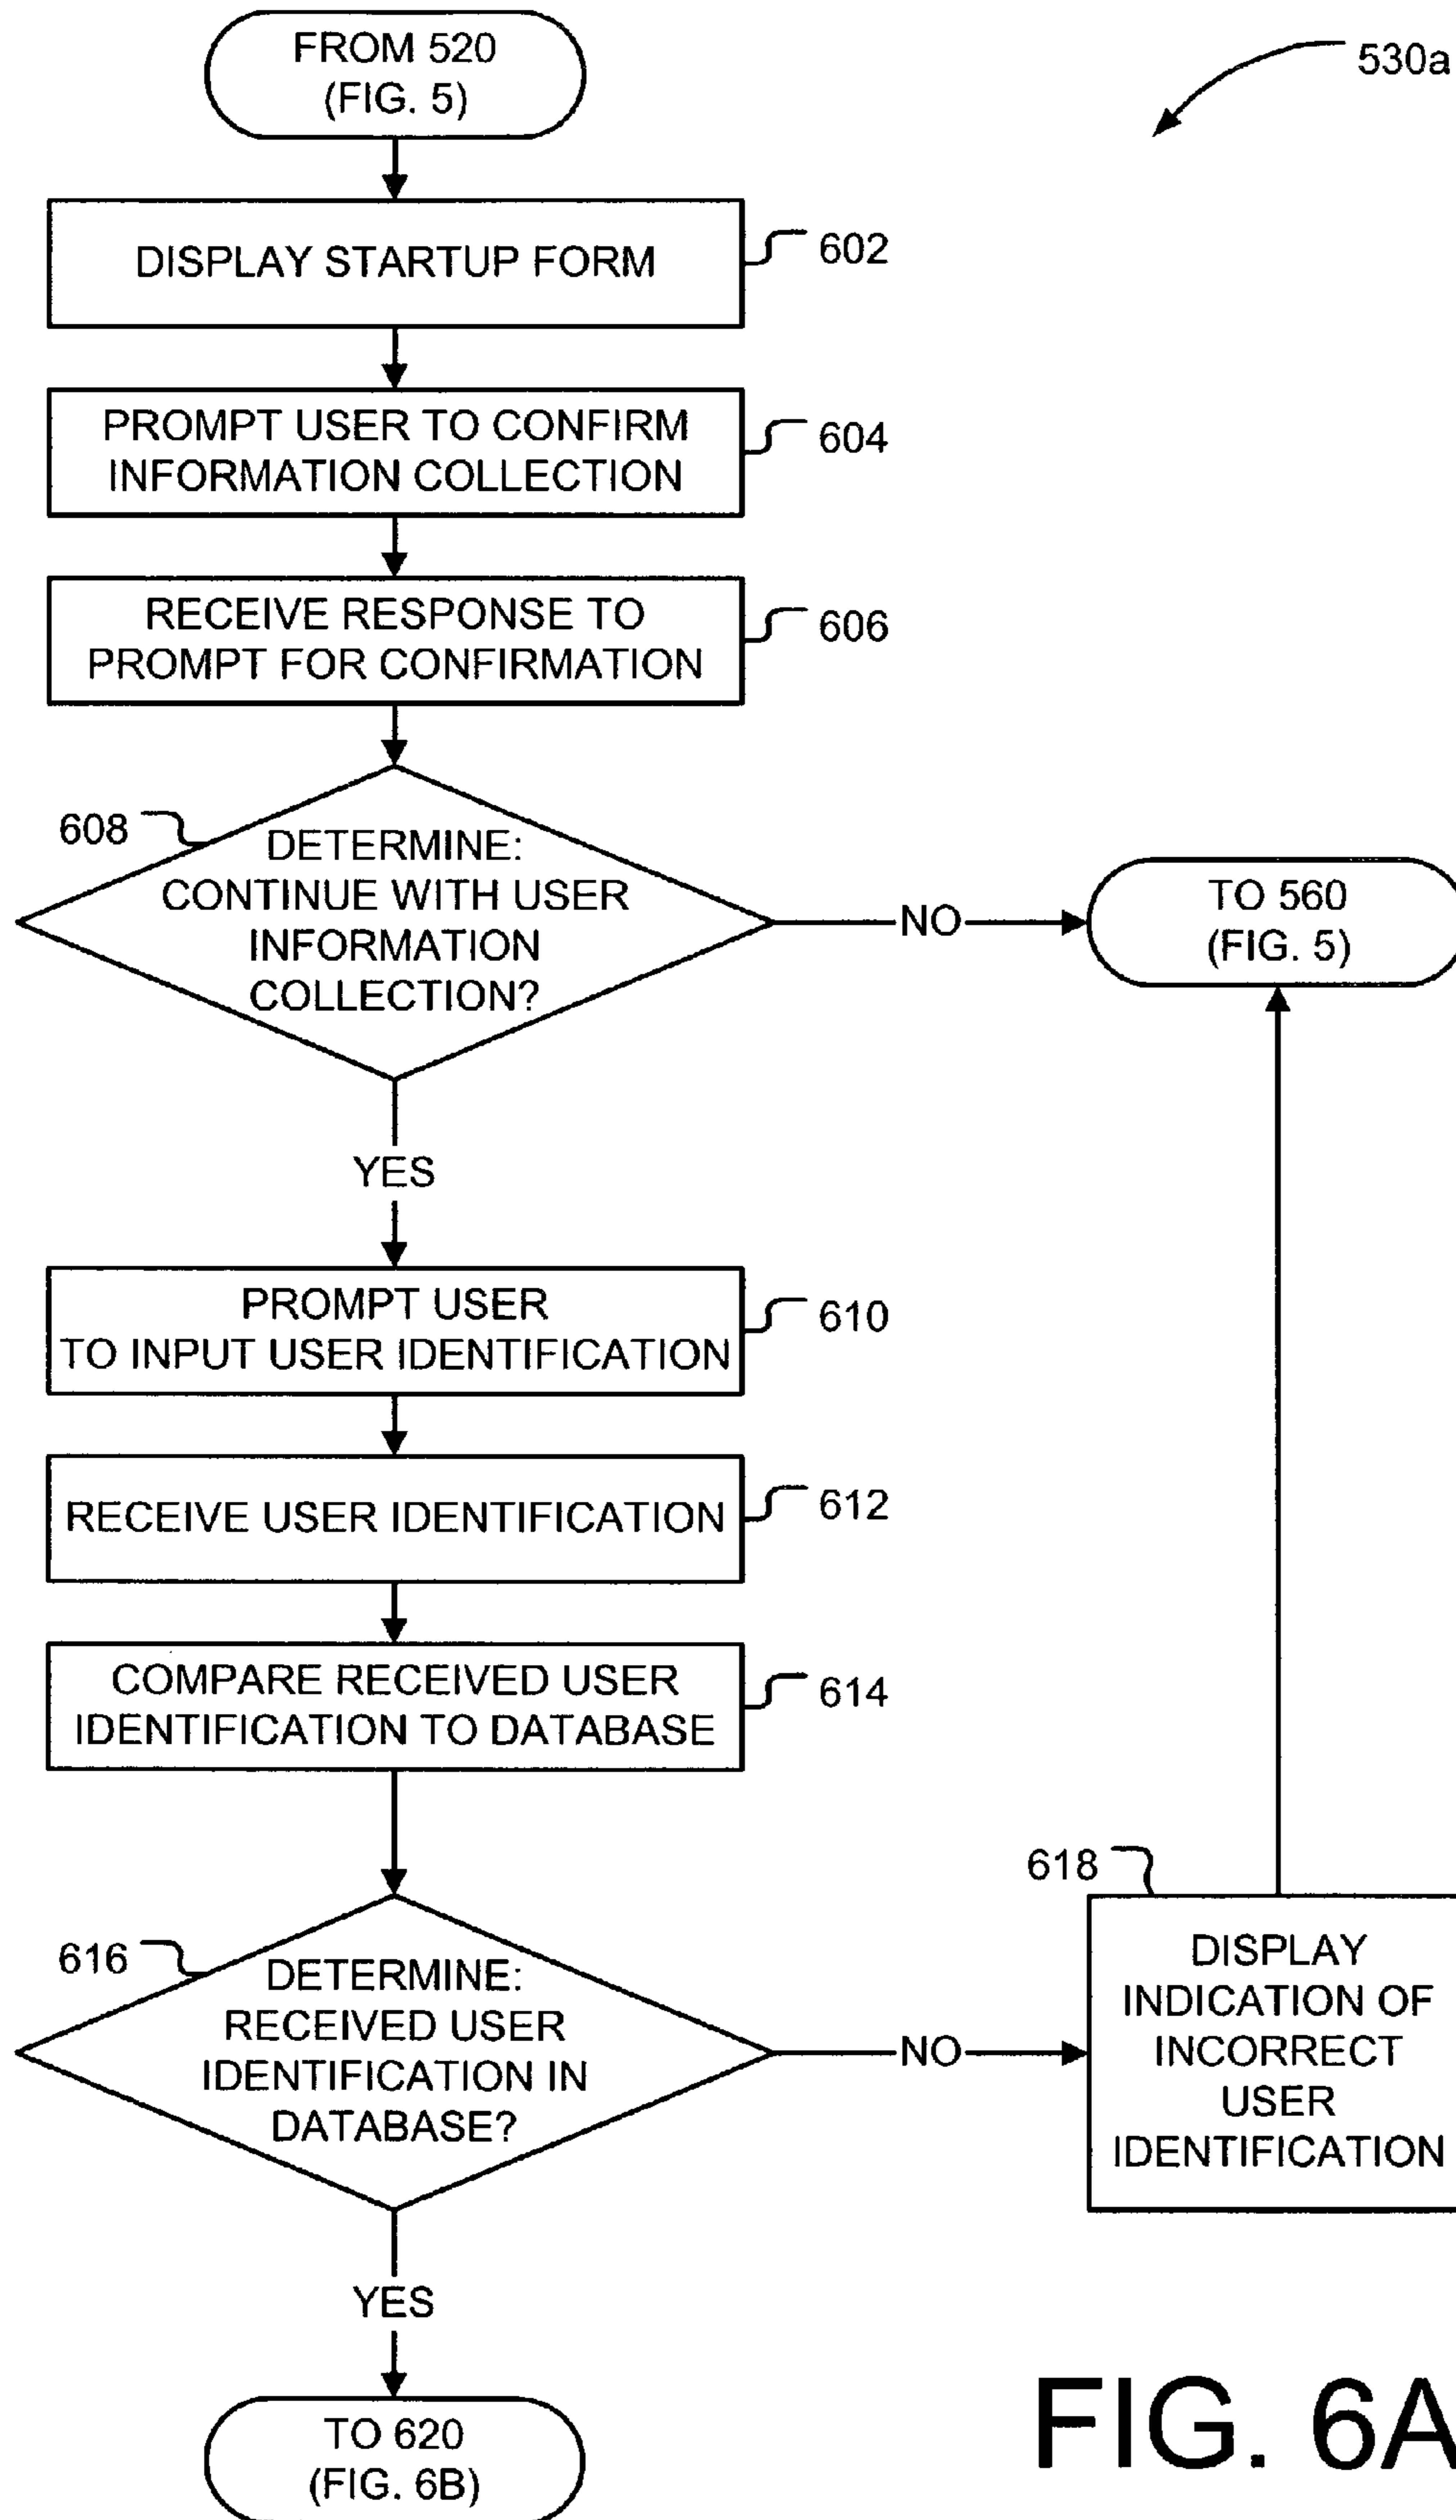 FROM 520
(FIG. 5)
530a
DISPLAY STARTUP FORM
602
PROMPT USER TO CONFIRM
INFORMATION COLLECTION
604
RECEIVE RESPONSE TO
PROMPT FOR CONFIRMATION
606
608
DETERMINE:
CONTINUE WITH USER
INFORMATION
COLLECTION?
NO
TO 560
(FIG. 5)
YES
PROMPT USER
TO INPUT USER IDENTIFICATION
610
RECEIVE USER IDENTIFICATION
612
COMPARE RECEIVED USER
IDENTIFICATION TO DATABASE
614
616
DETERMINE:
RECEIVED USER
IDENTIFICATION IN
DATABASE?
NO
618
DISPLAY
INDICATION OF
INCORRECT
USER
IDENTIFICATION
YES
TO 620
(FIG. 6B)
FIG. 6A